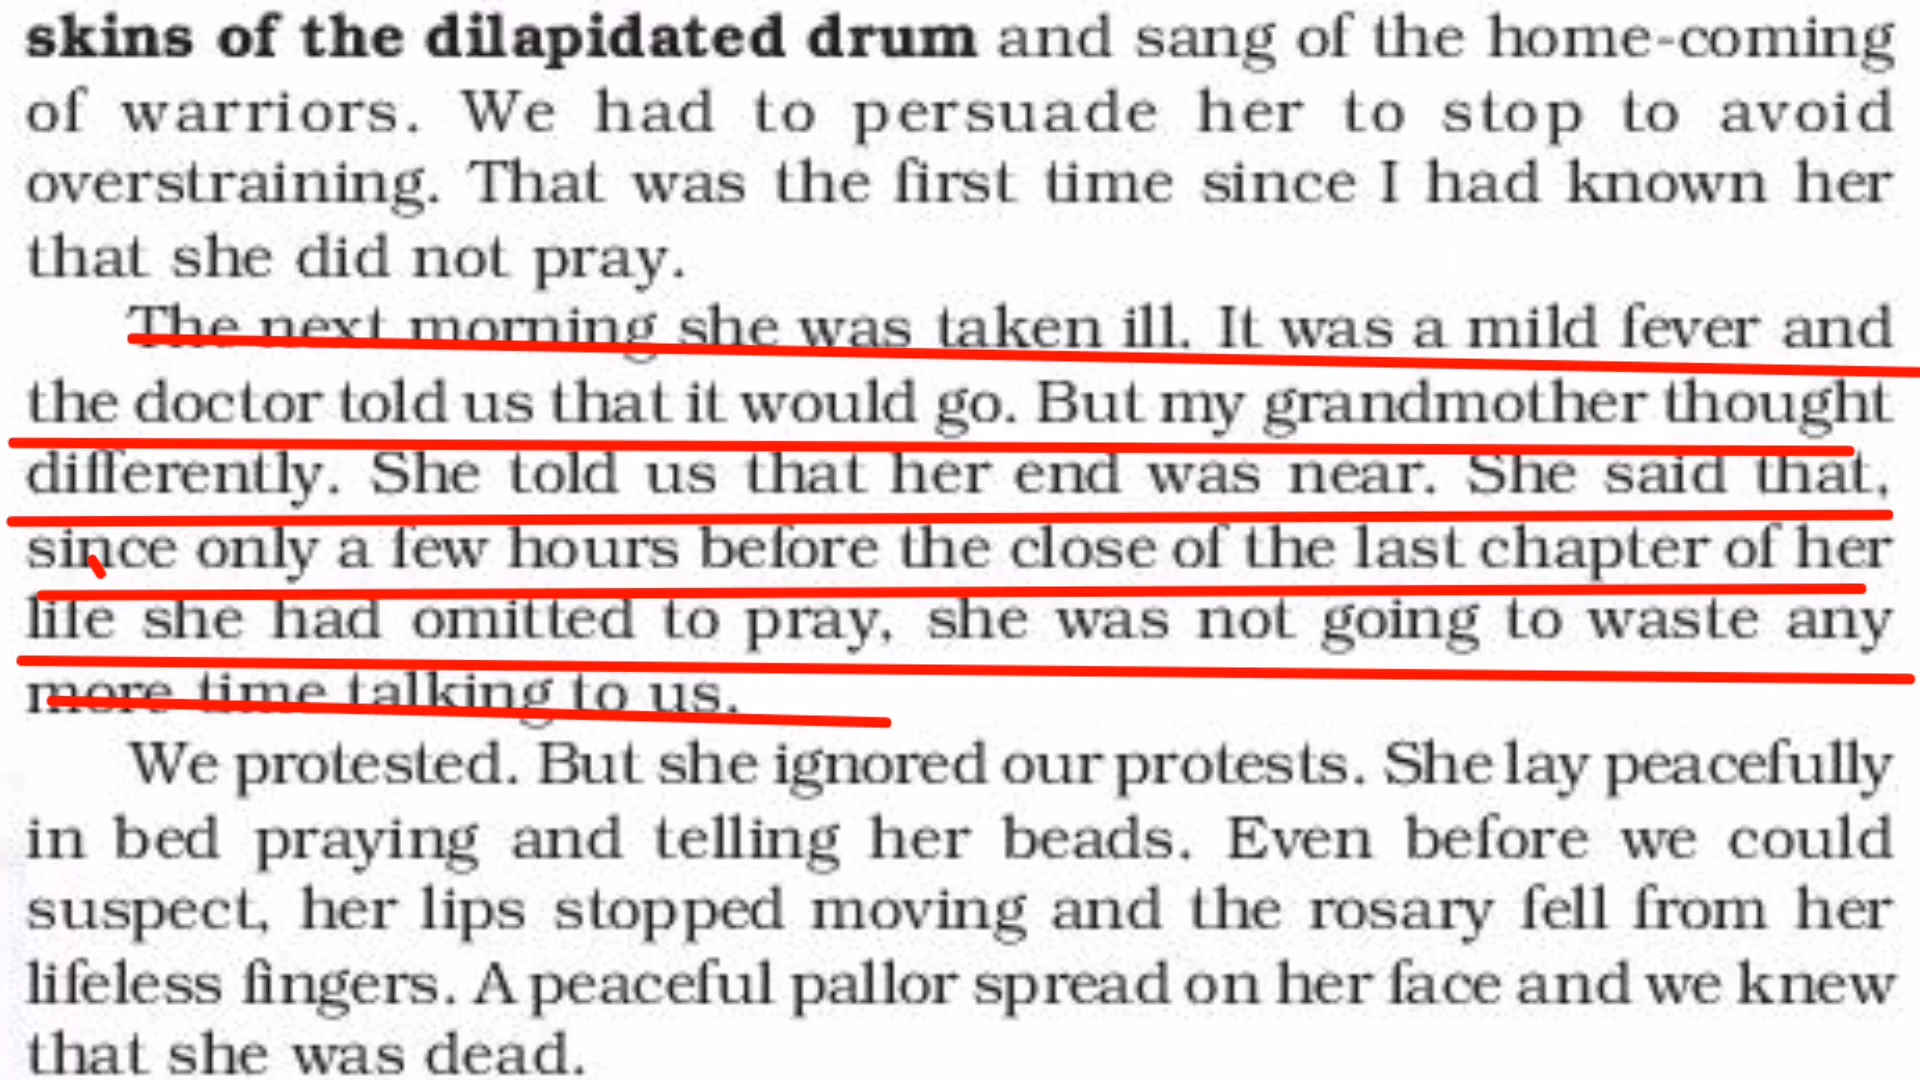 skins of the dilapidated drum and sang of the home-coming
of warriors. We had to persuade her to stop to avoid
overstraining. That was the first time since I had known her
that she did not pray.
The next morning she was taken ill. It was a mild fever and
the doctor told us that it would go. But my grandmother thought
differently. She told us that her end was near. She said that,
since only a few hours before the close of the last chapter of her
life she had omitted to pray, she was not going to waste any
more time talking to us.
We protested. But she ignored our protests. She lay peacefully
in bed praying and telling her beads. Even before we could
suspect, her lips stopped moving and the rosary fell from her
lifeless fingers. A peaceful pallor spread on her face and we knew
that she was dead.